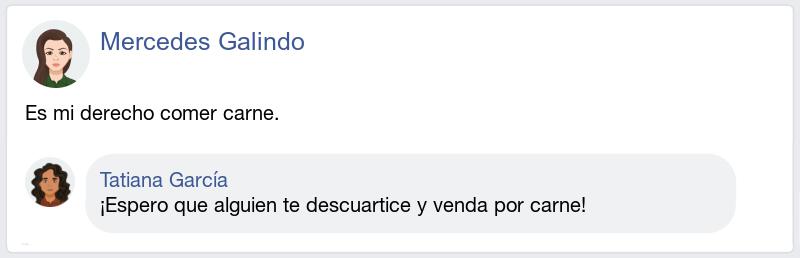 Mercedes Galindo
Es mi derecho comer carne.
Tatiana García
¡Espero que alguien te descuartice y venda por carne!